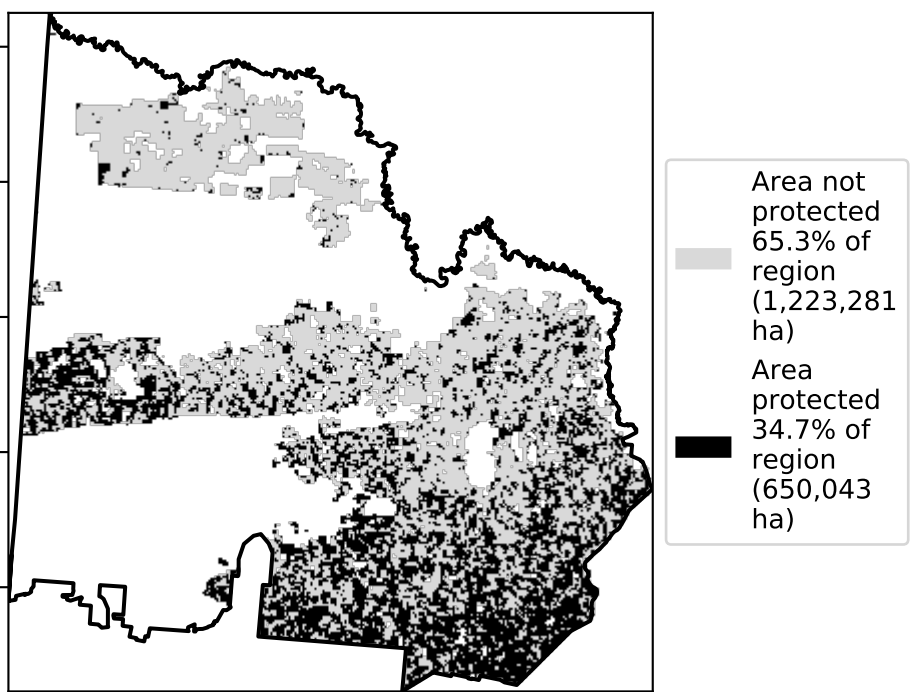 Area not
protected
65.3% of
region
(1,223,281
ha)
Area
protected
34.7% of
region
(650,043
ha)